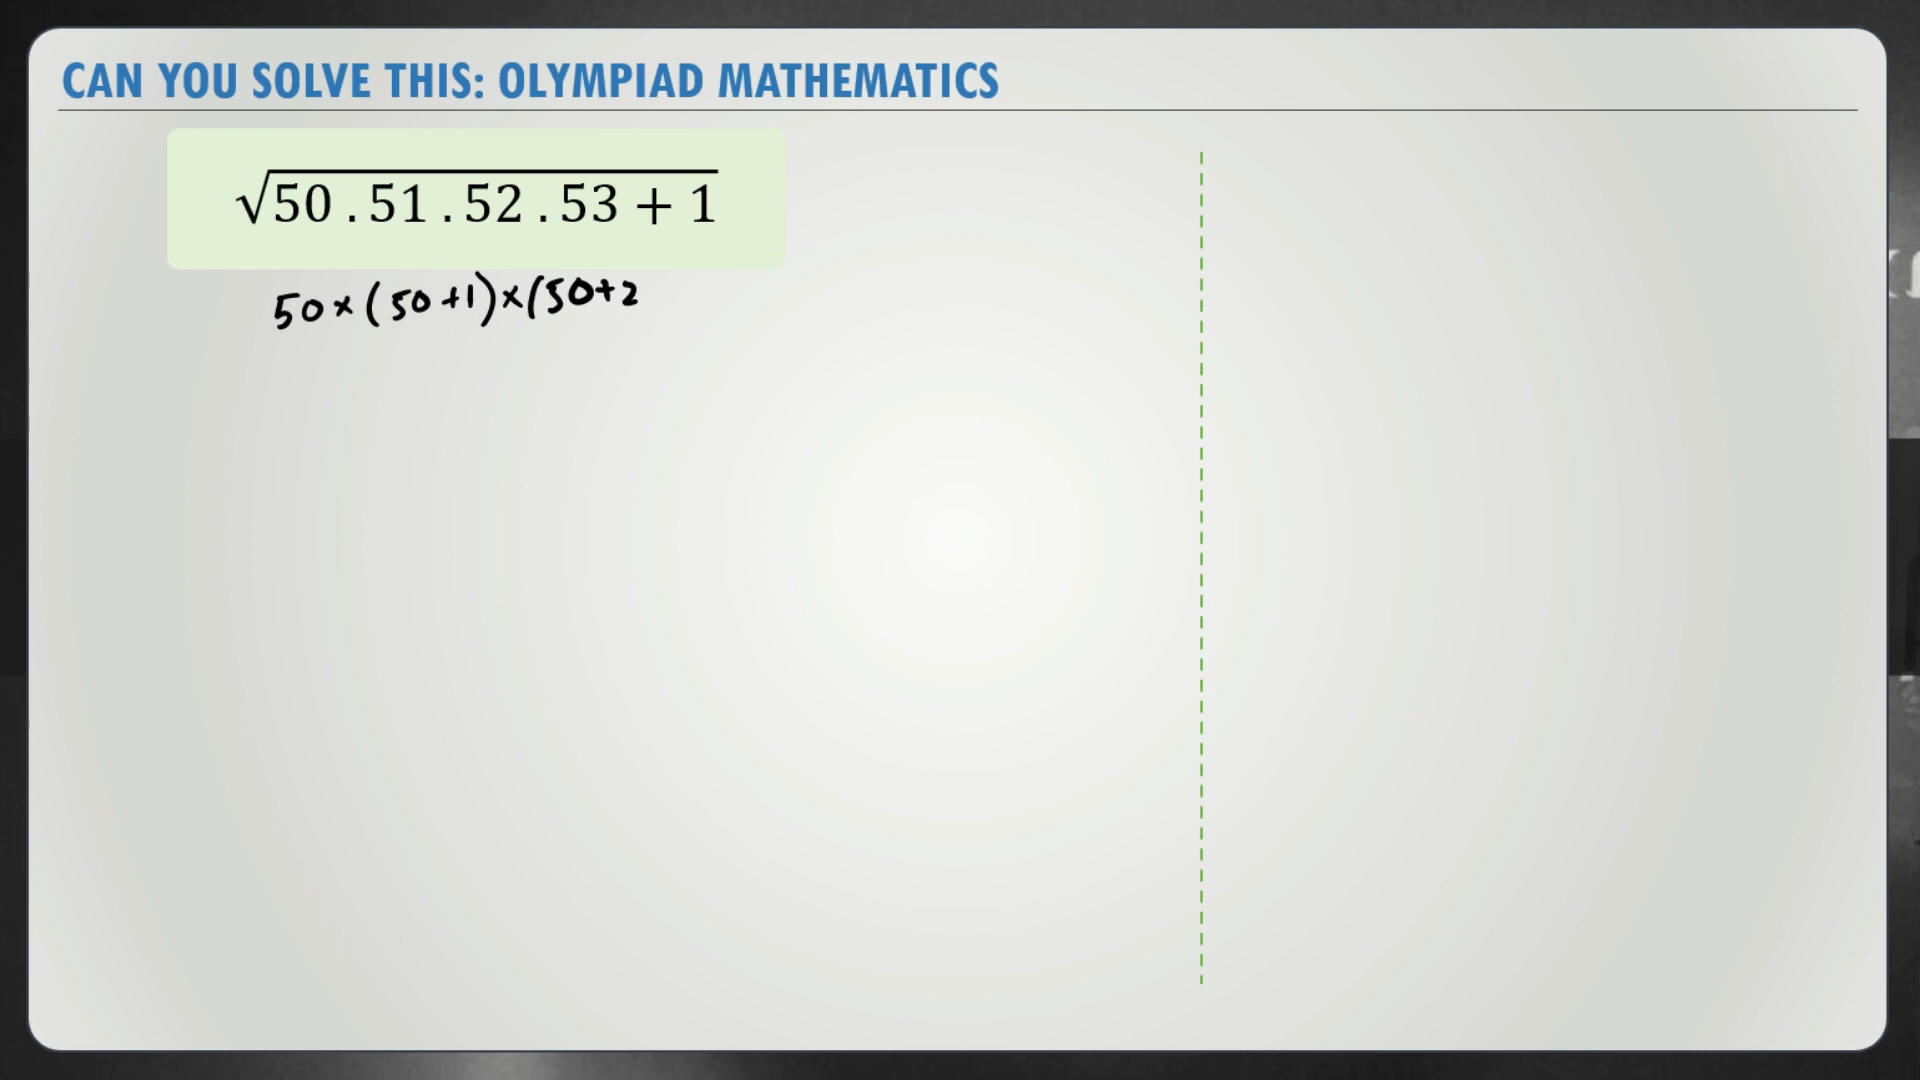 CAN YOU SOLVE THIS: OLYMPIAD MATHEMATICS
√50 . 51 . 52 . 53 + 1
50 × ( 50 + 1 ) × ( 50 + 2